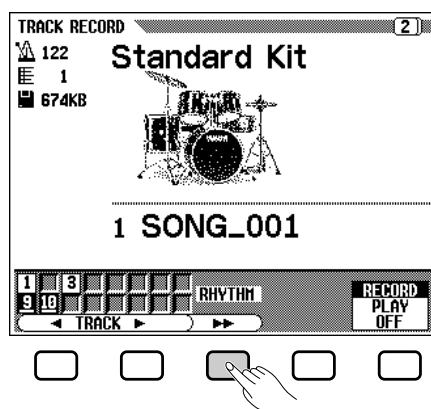 TRACK RECORD 2
122
1
674KB
Standard Kit
1 SONG_001
1 3
9 10
RHYTHM
RECORD
PLAY
OFF
◄ TRACK ► ►►